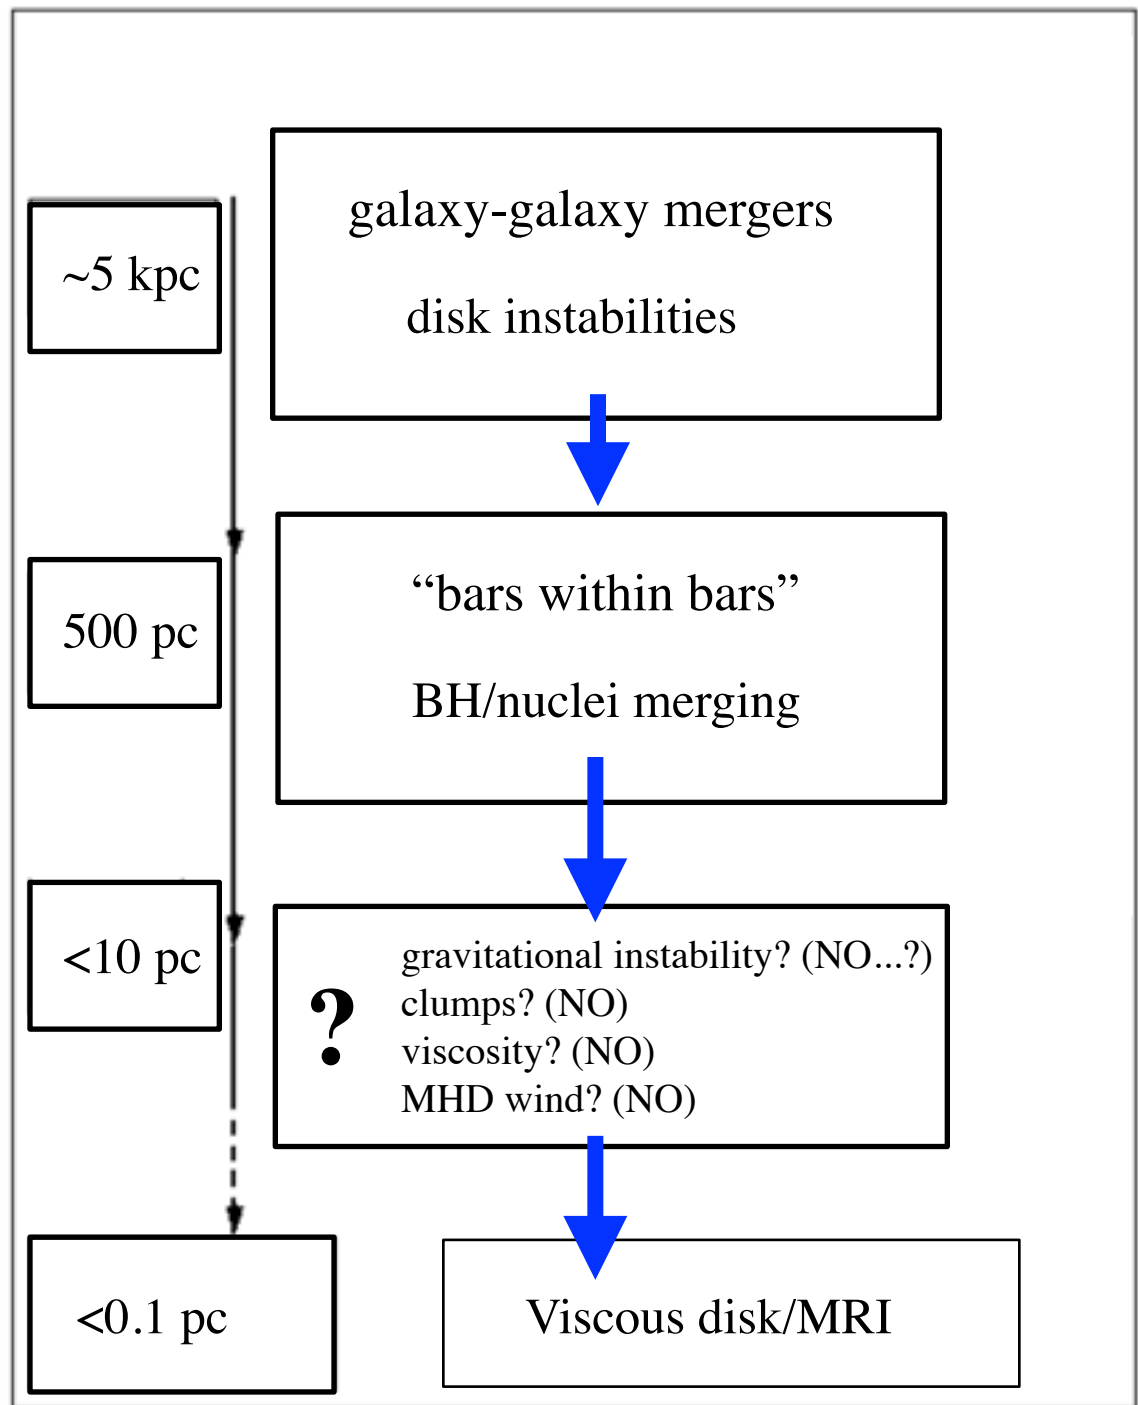 ~5 kpc
galaxy-galaxy mergers
disk instabilities
500 pc
“bars within bars”
BH/nuclei merging
<10 pc
?
gravitational instability? (NO...?)
clumps? (NO)
viscosity? (NO)
MHD wind? (NO)
<0.1 pc
Viscous disk/MRI